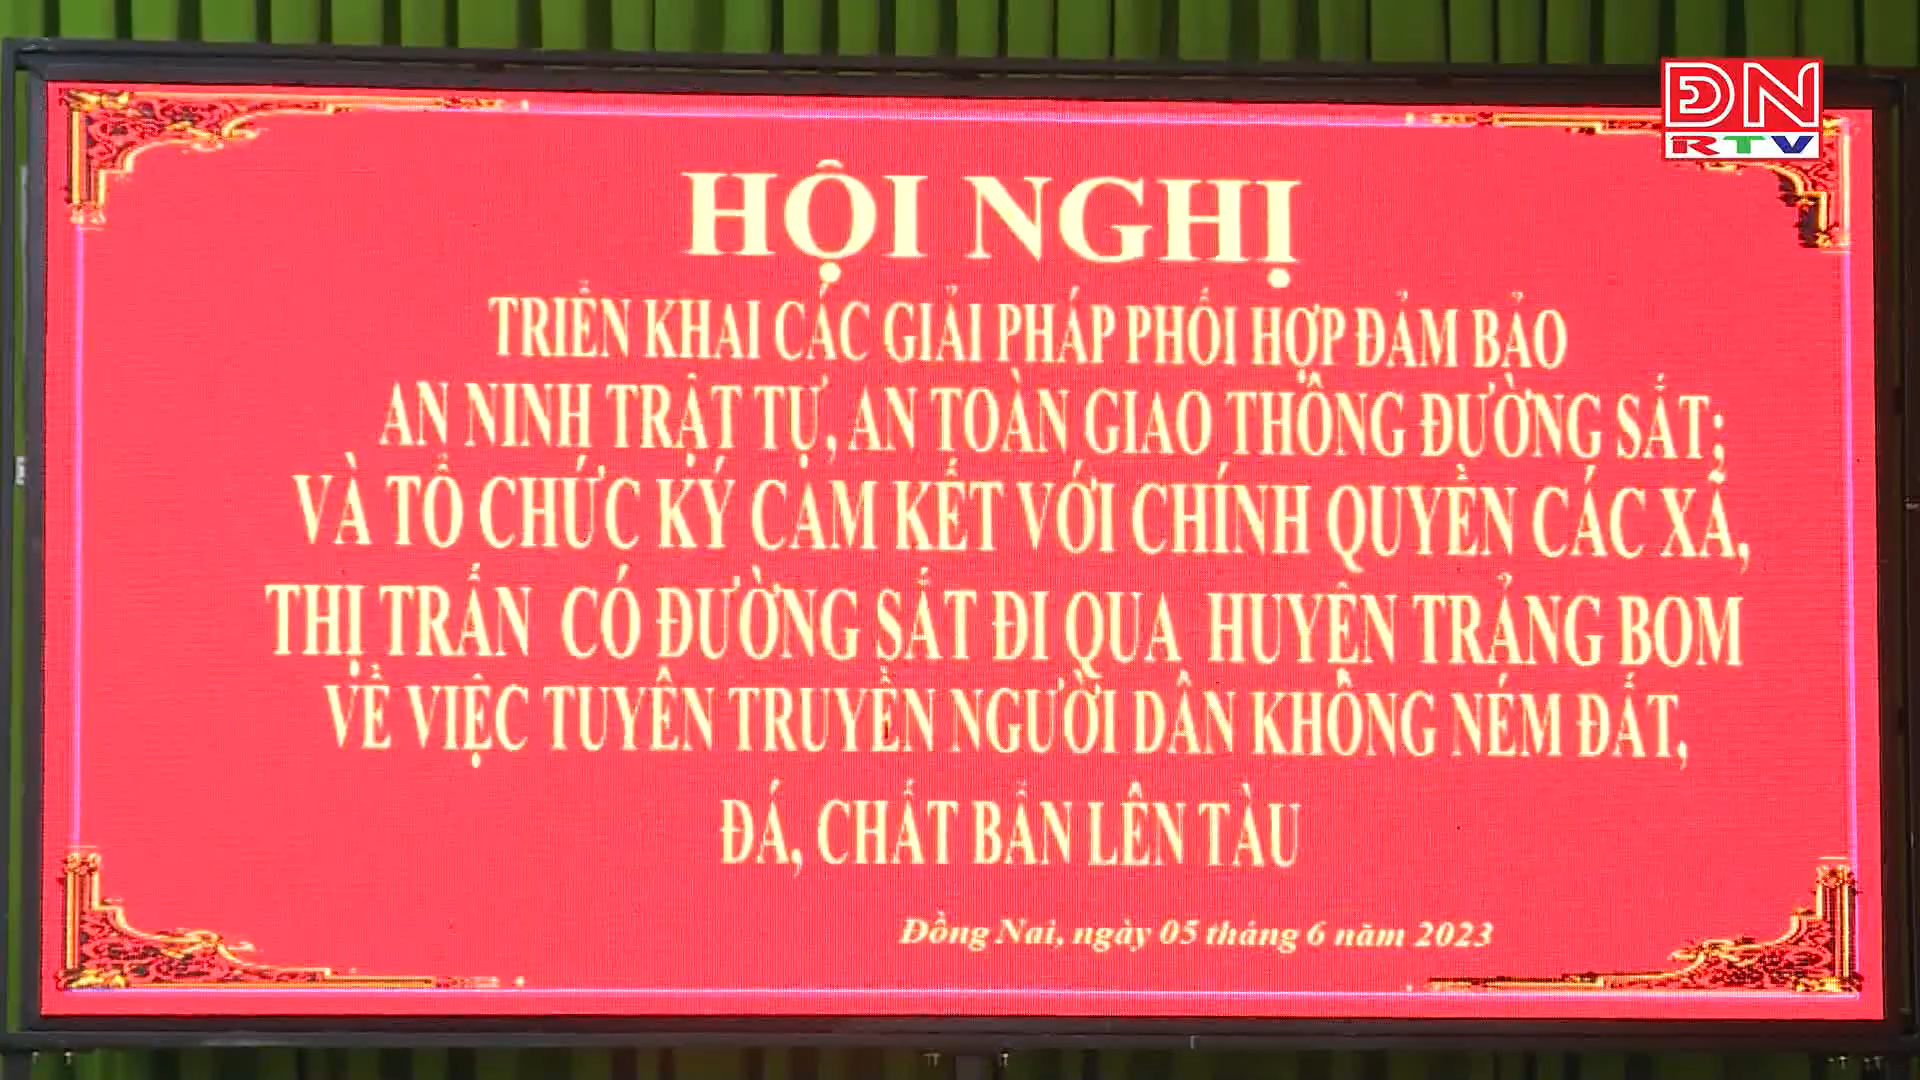 ĐN
RTV
HỘI NGHỊ
TRIỂN KHAI CÁC GIẢI PHÁP PHỐI HỢP ĐẢM BẢO
AN NINH TRẬT TỰ, AN TOÀN GIAO THÔNG ĐƯỜNG SẮT;
VÀ TỔ CHỨC KÝ CAM KẾT VỚI CHÍNH QUYỀN CÁC XÃ,
THỊ TRẤN CÓ ĐƯỜNG SẮT ĐI QUA HUYỆN TRẢNG BOM
VỀ VIỆC TUYÊN TRUYỀN NGƯỜI DÂN KHÔNG NÉM ĐẤT,
ĐÁ, CHẤT BẨN LÊN TÀU
Đồng Nai, ngày 05 tháng 6 năm 2023